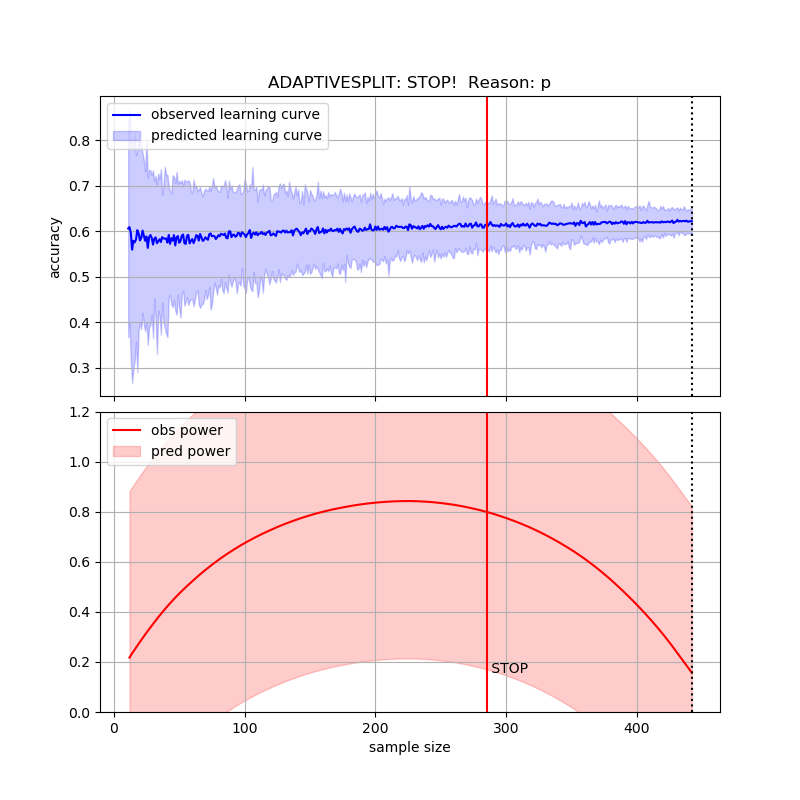 ADAPTIVESPLIT: STOP!  Reason: p
observed learning curve
predicted learning curve
accuracy
0.8
0.7
0.6
0.5
0.4
0.3
obs power
pred power
1.2
1.0
0.8
0.6
0.4
0.2
0.0
STOP
0 100 200 300 400
sample size